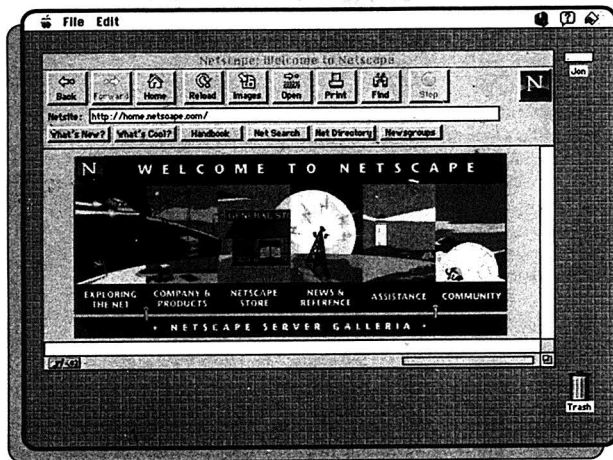 File Edit
Jon
Netscape: Welcome to Netscape
Back Forward Home Reload Images Open Print Find Stop
N
Netsite: http://home.netscape.com/
What's New? What's Cool? Handbook Net Search Net Directory Newsgroups
N WELCOME TO NETSCAPE
EXPLORING THE NET
COMPANY & PRODUCTS
NETSCAPE STORE
NEWS & REFERENCE
ASSISTANCE
COMMUNITY
• NETSCAPE SERVER GALLERIA •
Trash